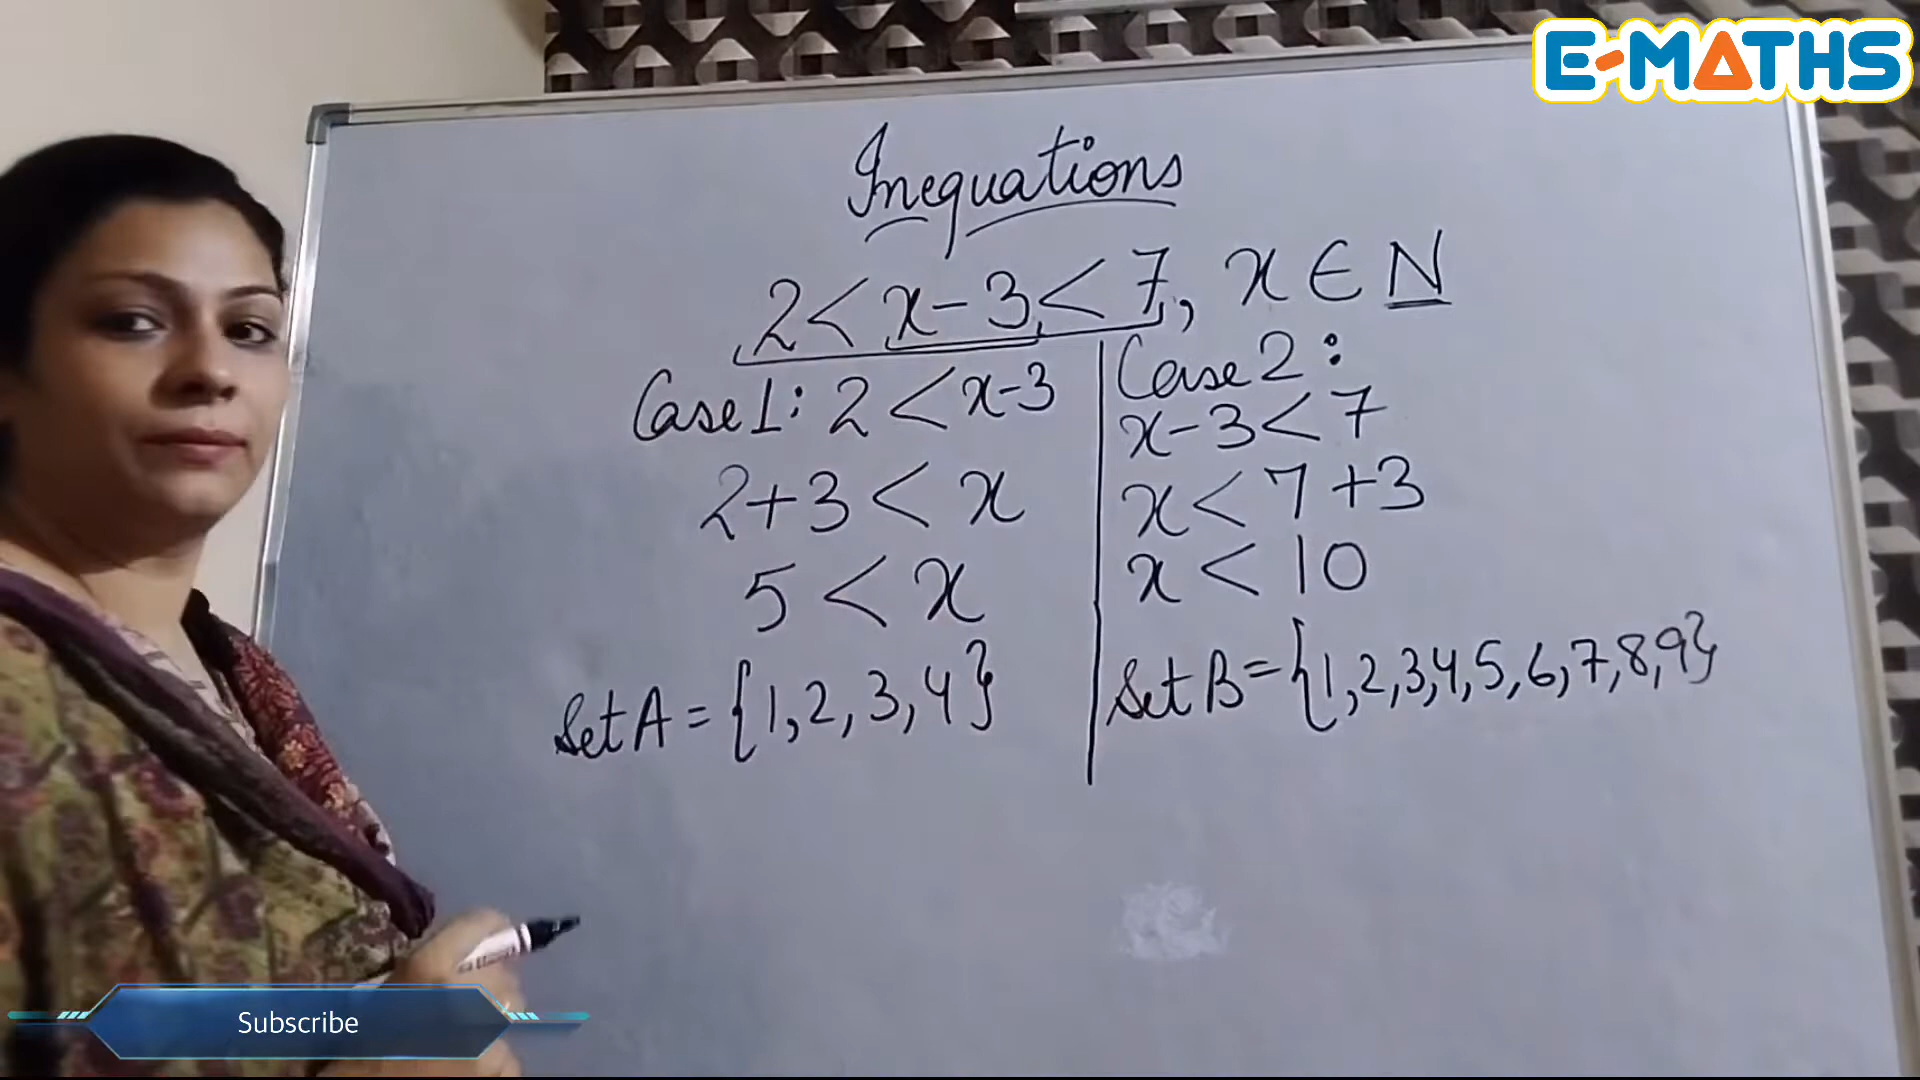 E-MATHS
Inequations
2 < x - 3 < 7, x ∈ N
Case 1: 2 < x-3
2+3 < x
5 < x
Set A = {1, 2, 3, 4}
Case 2:
x - 3 < 7
x < 7 + 3
x < 10
Set B = {1, 2, 3, 4, 5, 6, 7, 8, 9}
Subscribe